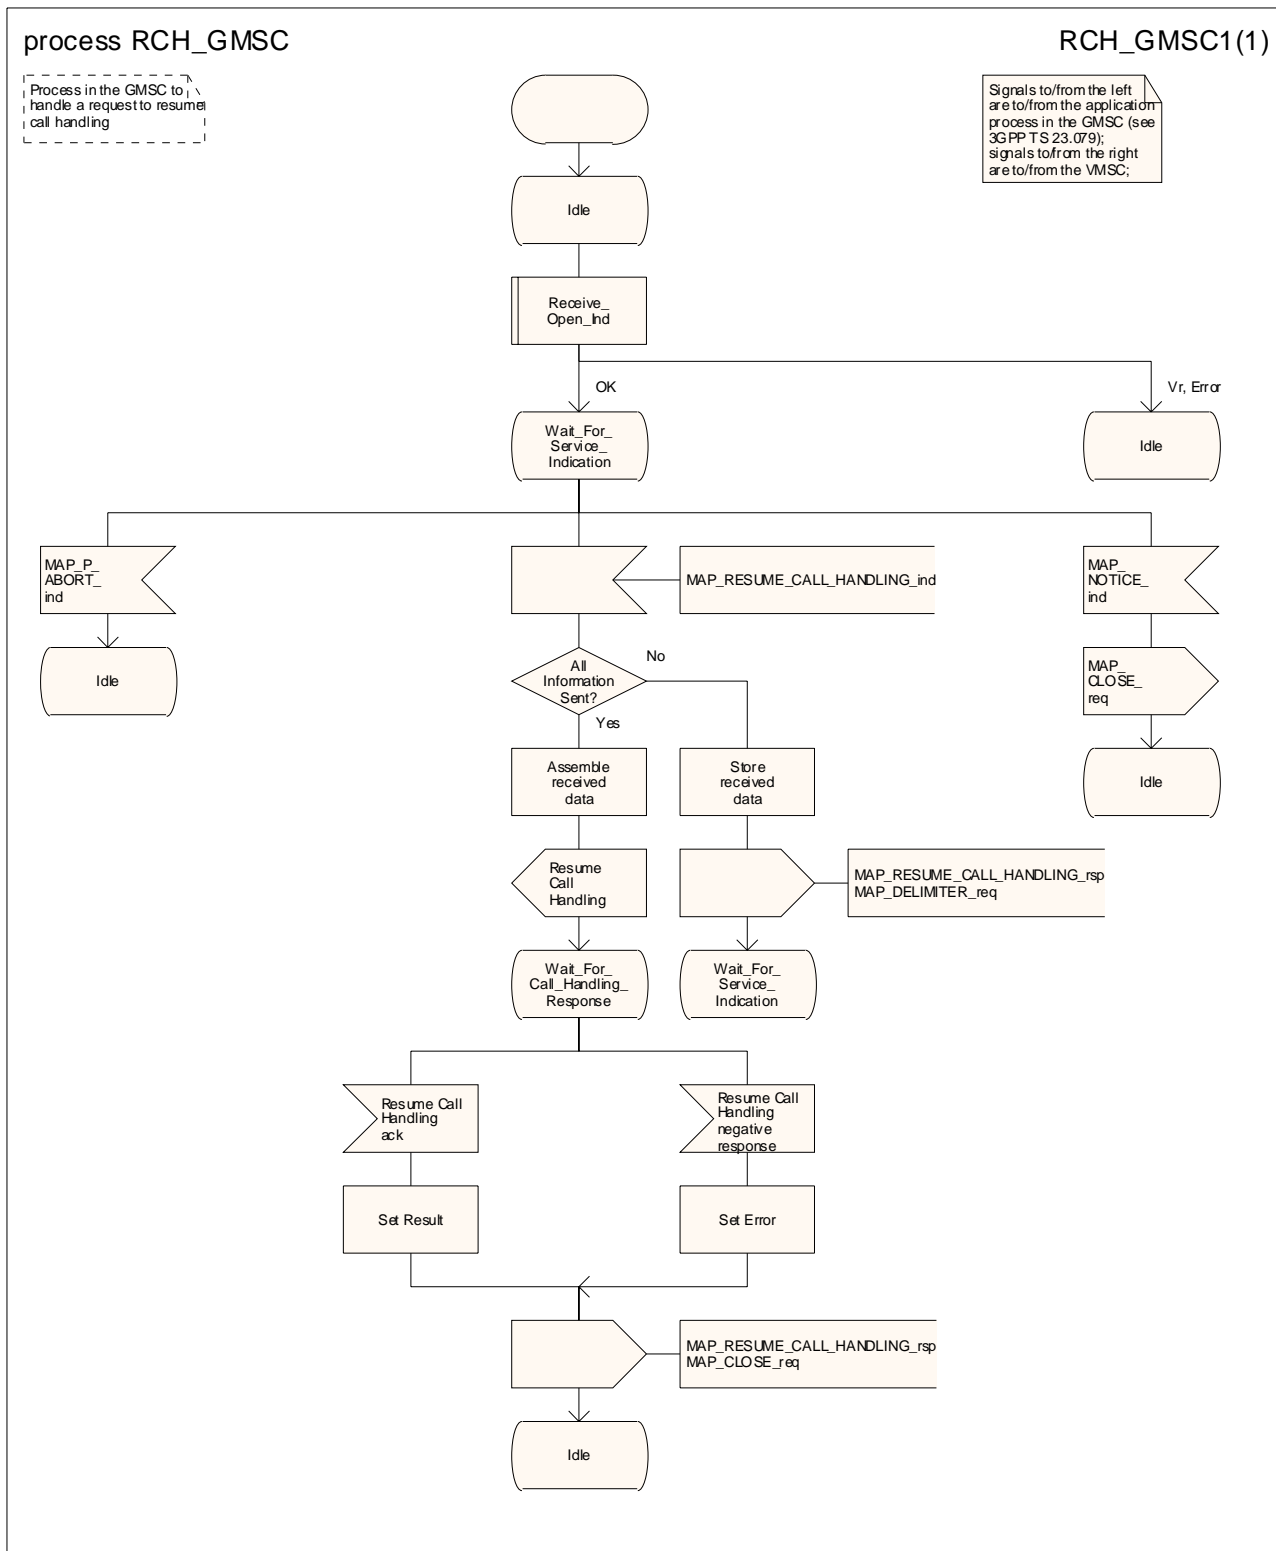 process RCH_GMSC
RCH_GMSC1(1)
Process in the GMSC to
handle a request to resume
call handling
Signals to/from the left
are to/from the application
process in the GMSC (see
3GPP TS 23.079);
signals to/from the right
are to/from the VMSC;
Idle
Receive_
Open_Ind
OK
Vr, Error
Wait_For_
Service_
Indication
Idle
MAP_P_
ABORT_
ind
MAP_RESUME_CALL_HANDLING_ind
MAP_
NOTICE_
ind
Idle
All
Information
Sent?
No
Yes
MAP_
CLOSE_
req
Assemble
received
data
Store
received
data
Idle
Resume
Call
Handling
MAP_RESUME_CALL_HANDLING_rsp
MAP_DELIMITER_req
Wait_For_
Call_Handling_
Response
Wait_For_
Service_
Indication
Resume Call
Handling
ack
Resume Call
Handling
negative
response
Set Result
Set Error
MAP_RESUME_CALL_HANDLING_rsp
MAP_CLOSE_req
Idle